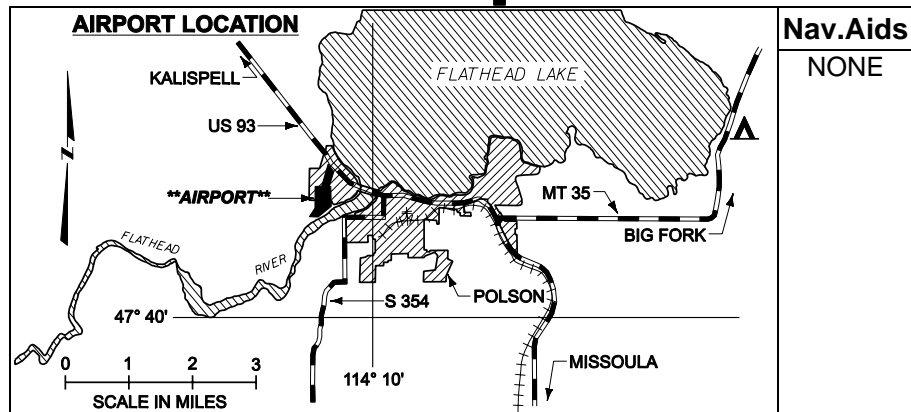 AIRPORT LOCATION
Nav.Aids
NONE
KALISPELL
FLATHEAD LAKE
US 93
N
**AIRPORT**
MT 35
BIG FORK
FLATHEAD
RIVER
POLSON
S 354
47° 40'
0 1 2 3
SCALE IN MILES
114° 10'
MISSOULA